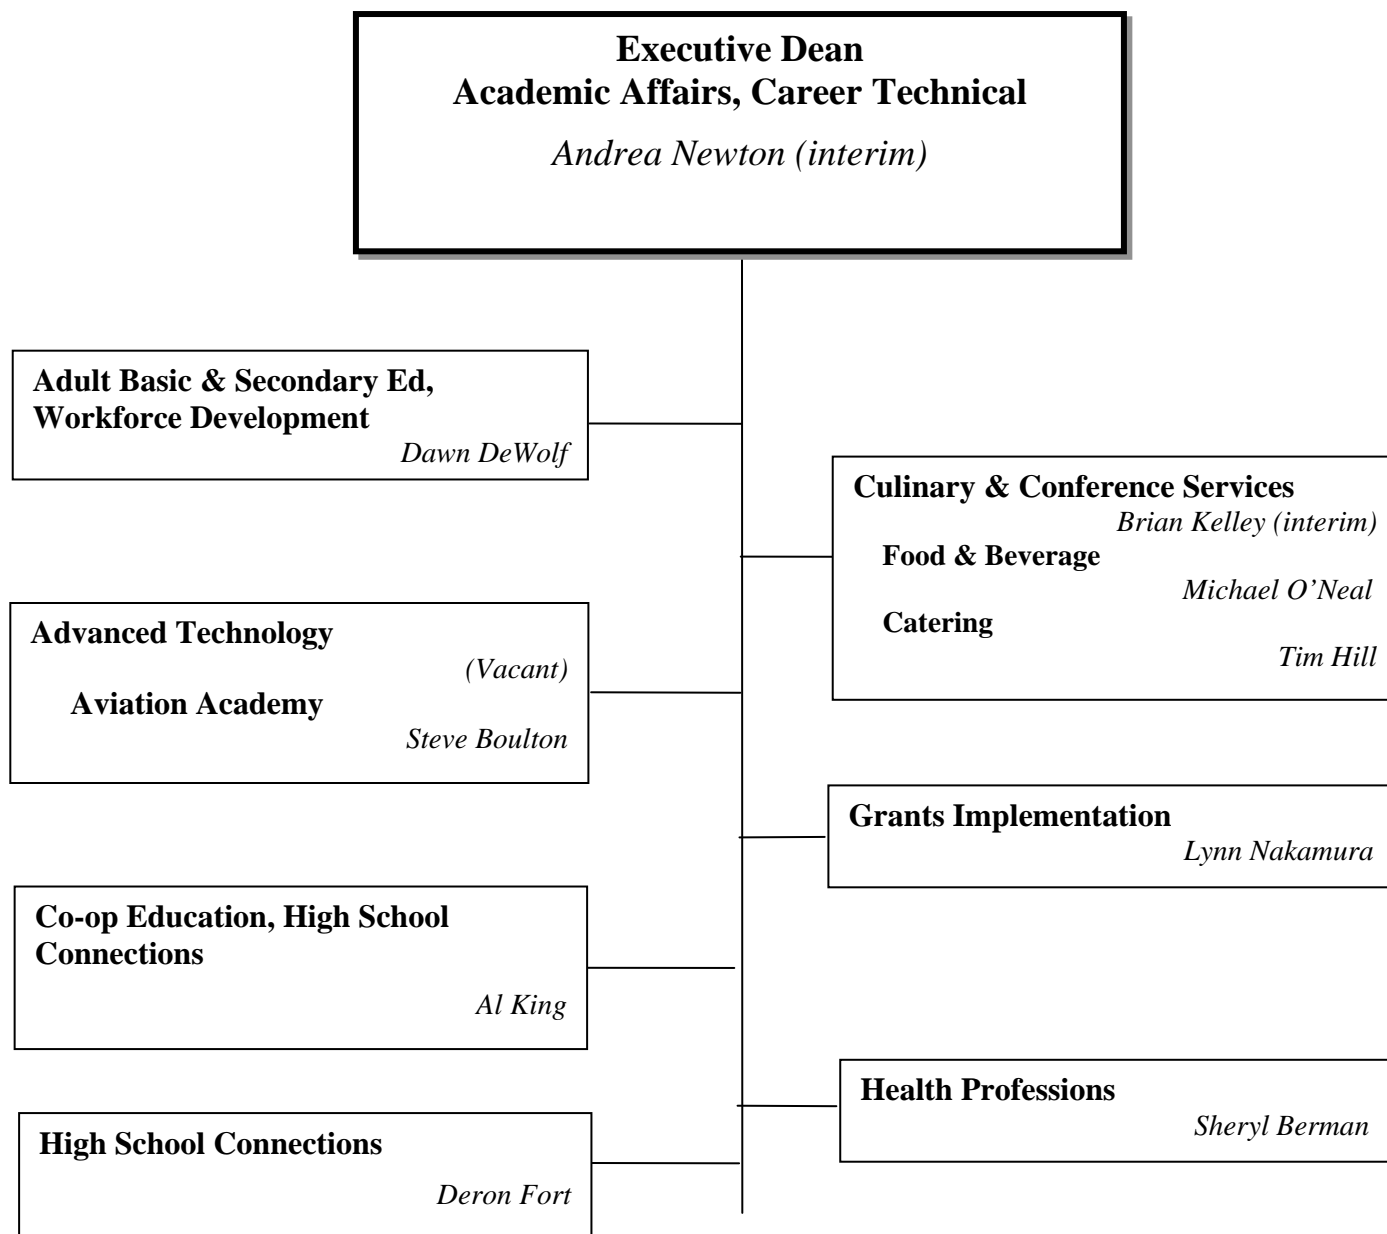 Executive Dean
Academic Affairs, Career Technical
Andrea Newton (interim)
Adult Basic & Secondary Ed,
Workforce Development
Dawn DeWolf
Culinary & Conference Services
Brian Kelley (interim)
Food & Beverage
Michael O’Neal
Catering
Tim Hill
Advanced Technology
(Vacant)
Aviation Academy
Steve Boulton
Grants Implementation
Lynn Nakamura
Co-op Education, High School
Connections
Al King
Health Professions
Sheryl Berman
High School Connections
Deron Fort